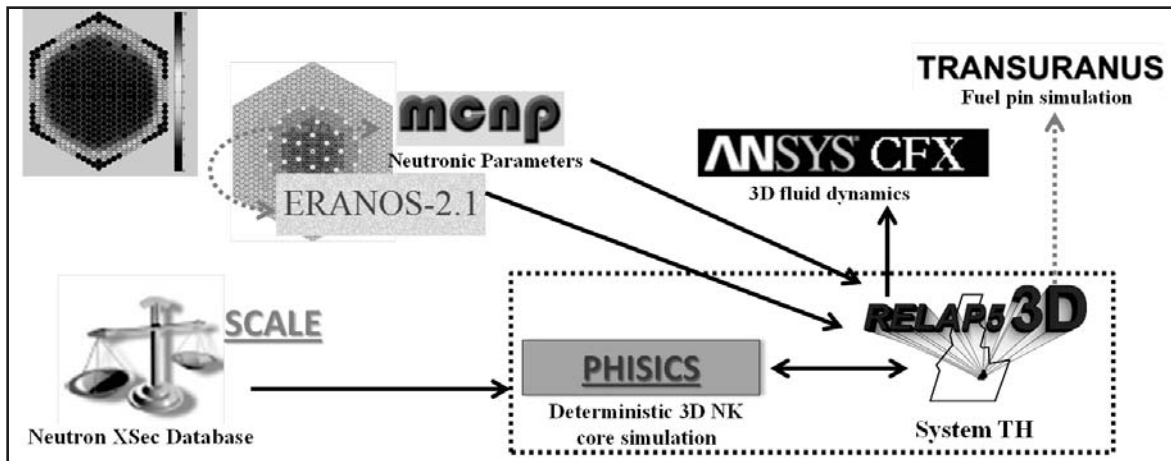 mcnp
Neutronic Parameters
ERANOS-2.1
TRANSURANUS
Fuel pin simulation
ANSYS® CFX
3D fluid dynamics
SCALE
Neutron XSec Database
PHISICS
Deterministic 3D NK
core simulation
RELAP5 3D
System TH